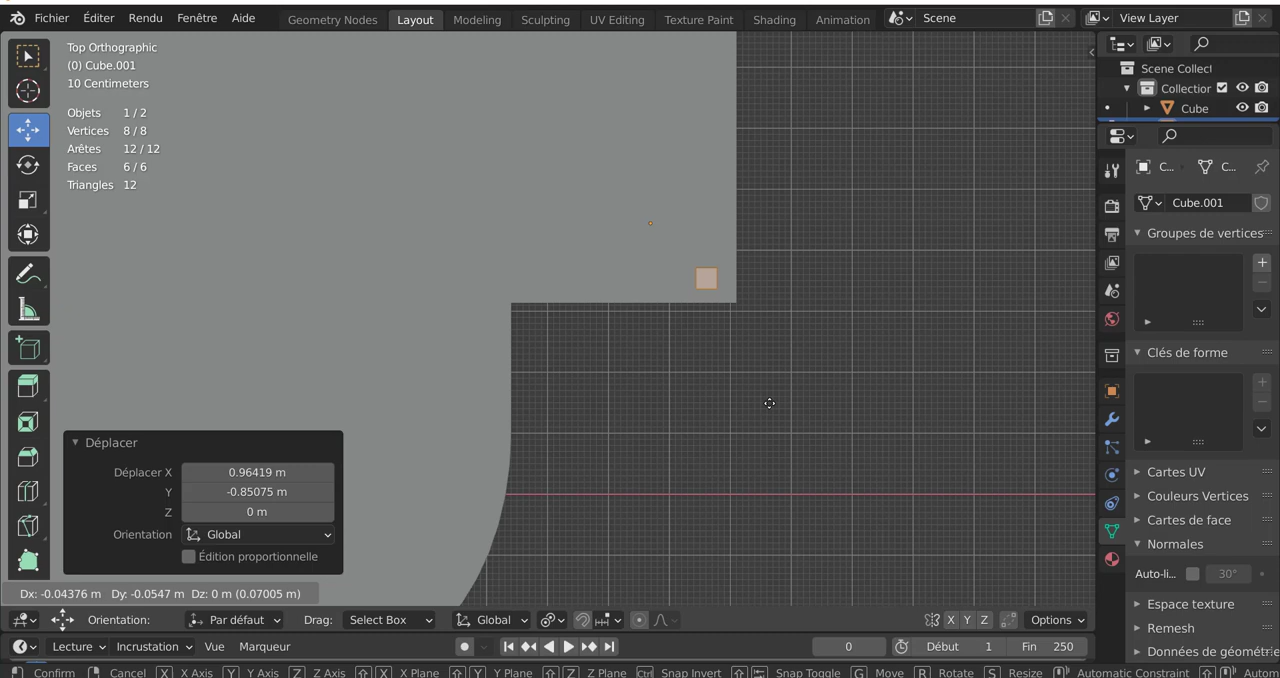 Fichier Éditer Rendu Fenêtre Aide Geometry Nodes Layout Modeling Sculpting UV Editing Texture Paint Shading Animation Scene View Layer
Top Orthographic
(0) Cube.001
10 Centimeters
Objets 1 / 2
Vertices 8 / 8
Arêtes 12 / 12
Faces 6 / 6
Triangles 12
Scene Collect
Collection
Cube
C... C...
Cube.001
Groupes de vertices
Clés de forme
Cartes UV
Couleurs Vertices
Cartes de face
Normales
Auto-li... 30°
Espace texture
Remesh
Données de géométrie
Déplacer
Déplacer X 0.96419 m
Y -0.85075 m
Z 0 m
Orientation Global
Édition proportionnelle
Dx: -0.04376 m Dy: -0.0547 m Dz: 0 m (0.07005 m)
Orientation: Par défaut Drag: Select Box Global X Y Z Options
Lecture Incrustation Vue Marqueur 0 Début 1 Fin 250
Confirm Cancel X X Axis Y Y Axis Z Z Axis X X Plane Y Y Plane Z Z Plane Ctrl Snap Invert Snap Toggle G Move R Rotate S Resize Automatic Constraint Autom